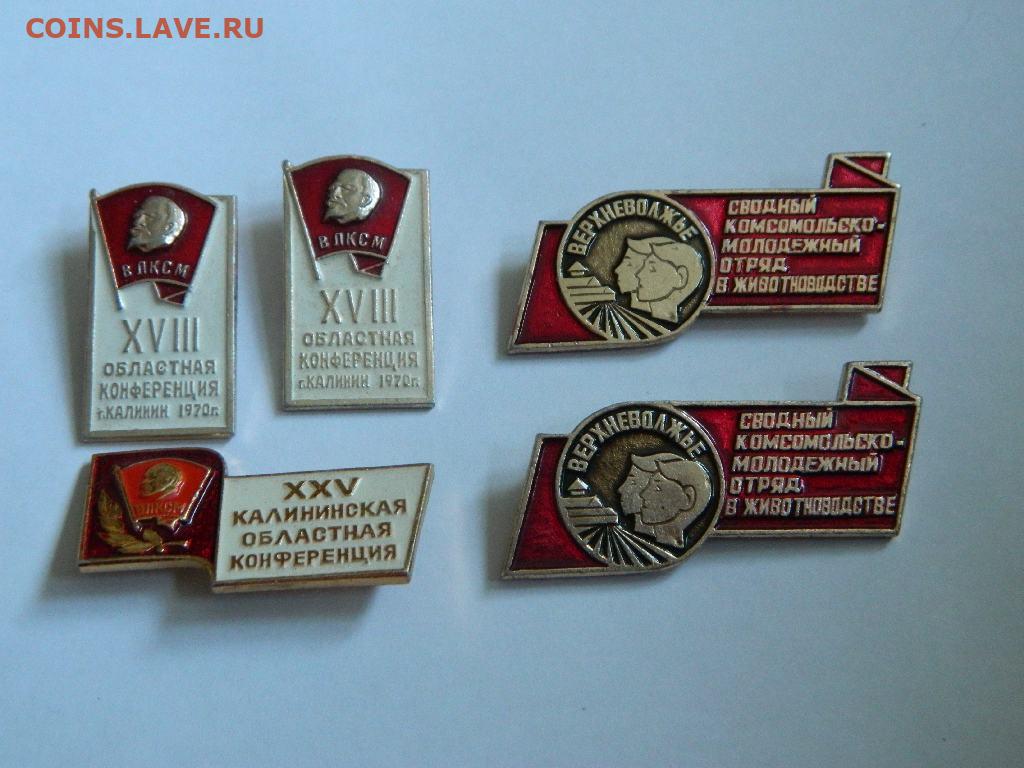 COINS.LAVE.RU
ВЛКСМ
XVIII
ОБЛАСТНАЯ
КОНФЕРЕНЦИЯ
г.КАЛИНИН 1970г.
ВЛКСМ
XVIII
ОБЛАСТНАЯ
КОНФЕРЕНЦИЯ
г.КАЛИНИН 1970г.
ВЕРХНЕВОЛЖЬЕ
СВОДНЫЙ
КОМСОМОЛЬСКО-
МОЛОДЕЖНЫЙ
ОТРЯД
В ЖИВОТНОВОДСТВЕ
ВЛКСМ
XXV
КАЛИНИНСКАЯ
ОБЛАСТНАЯ
КОНФЕРЕНЦИЯ
ВЕРХНЕВОЛЖЬЕ
СВОДНЫЙ
КОМСОМОЛЬСКО-
МОЛОДЕЖНЫЙ
ОТРЯД
В ЖИВОТНОВОДСТВЕ